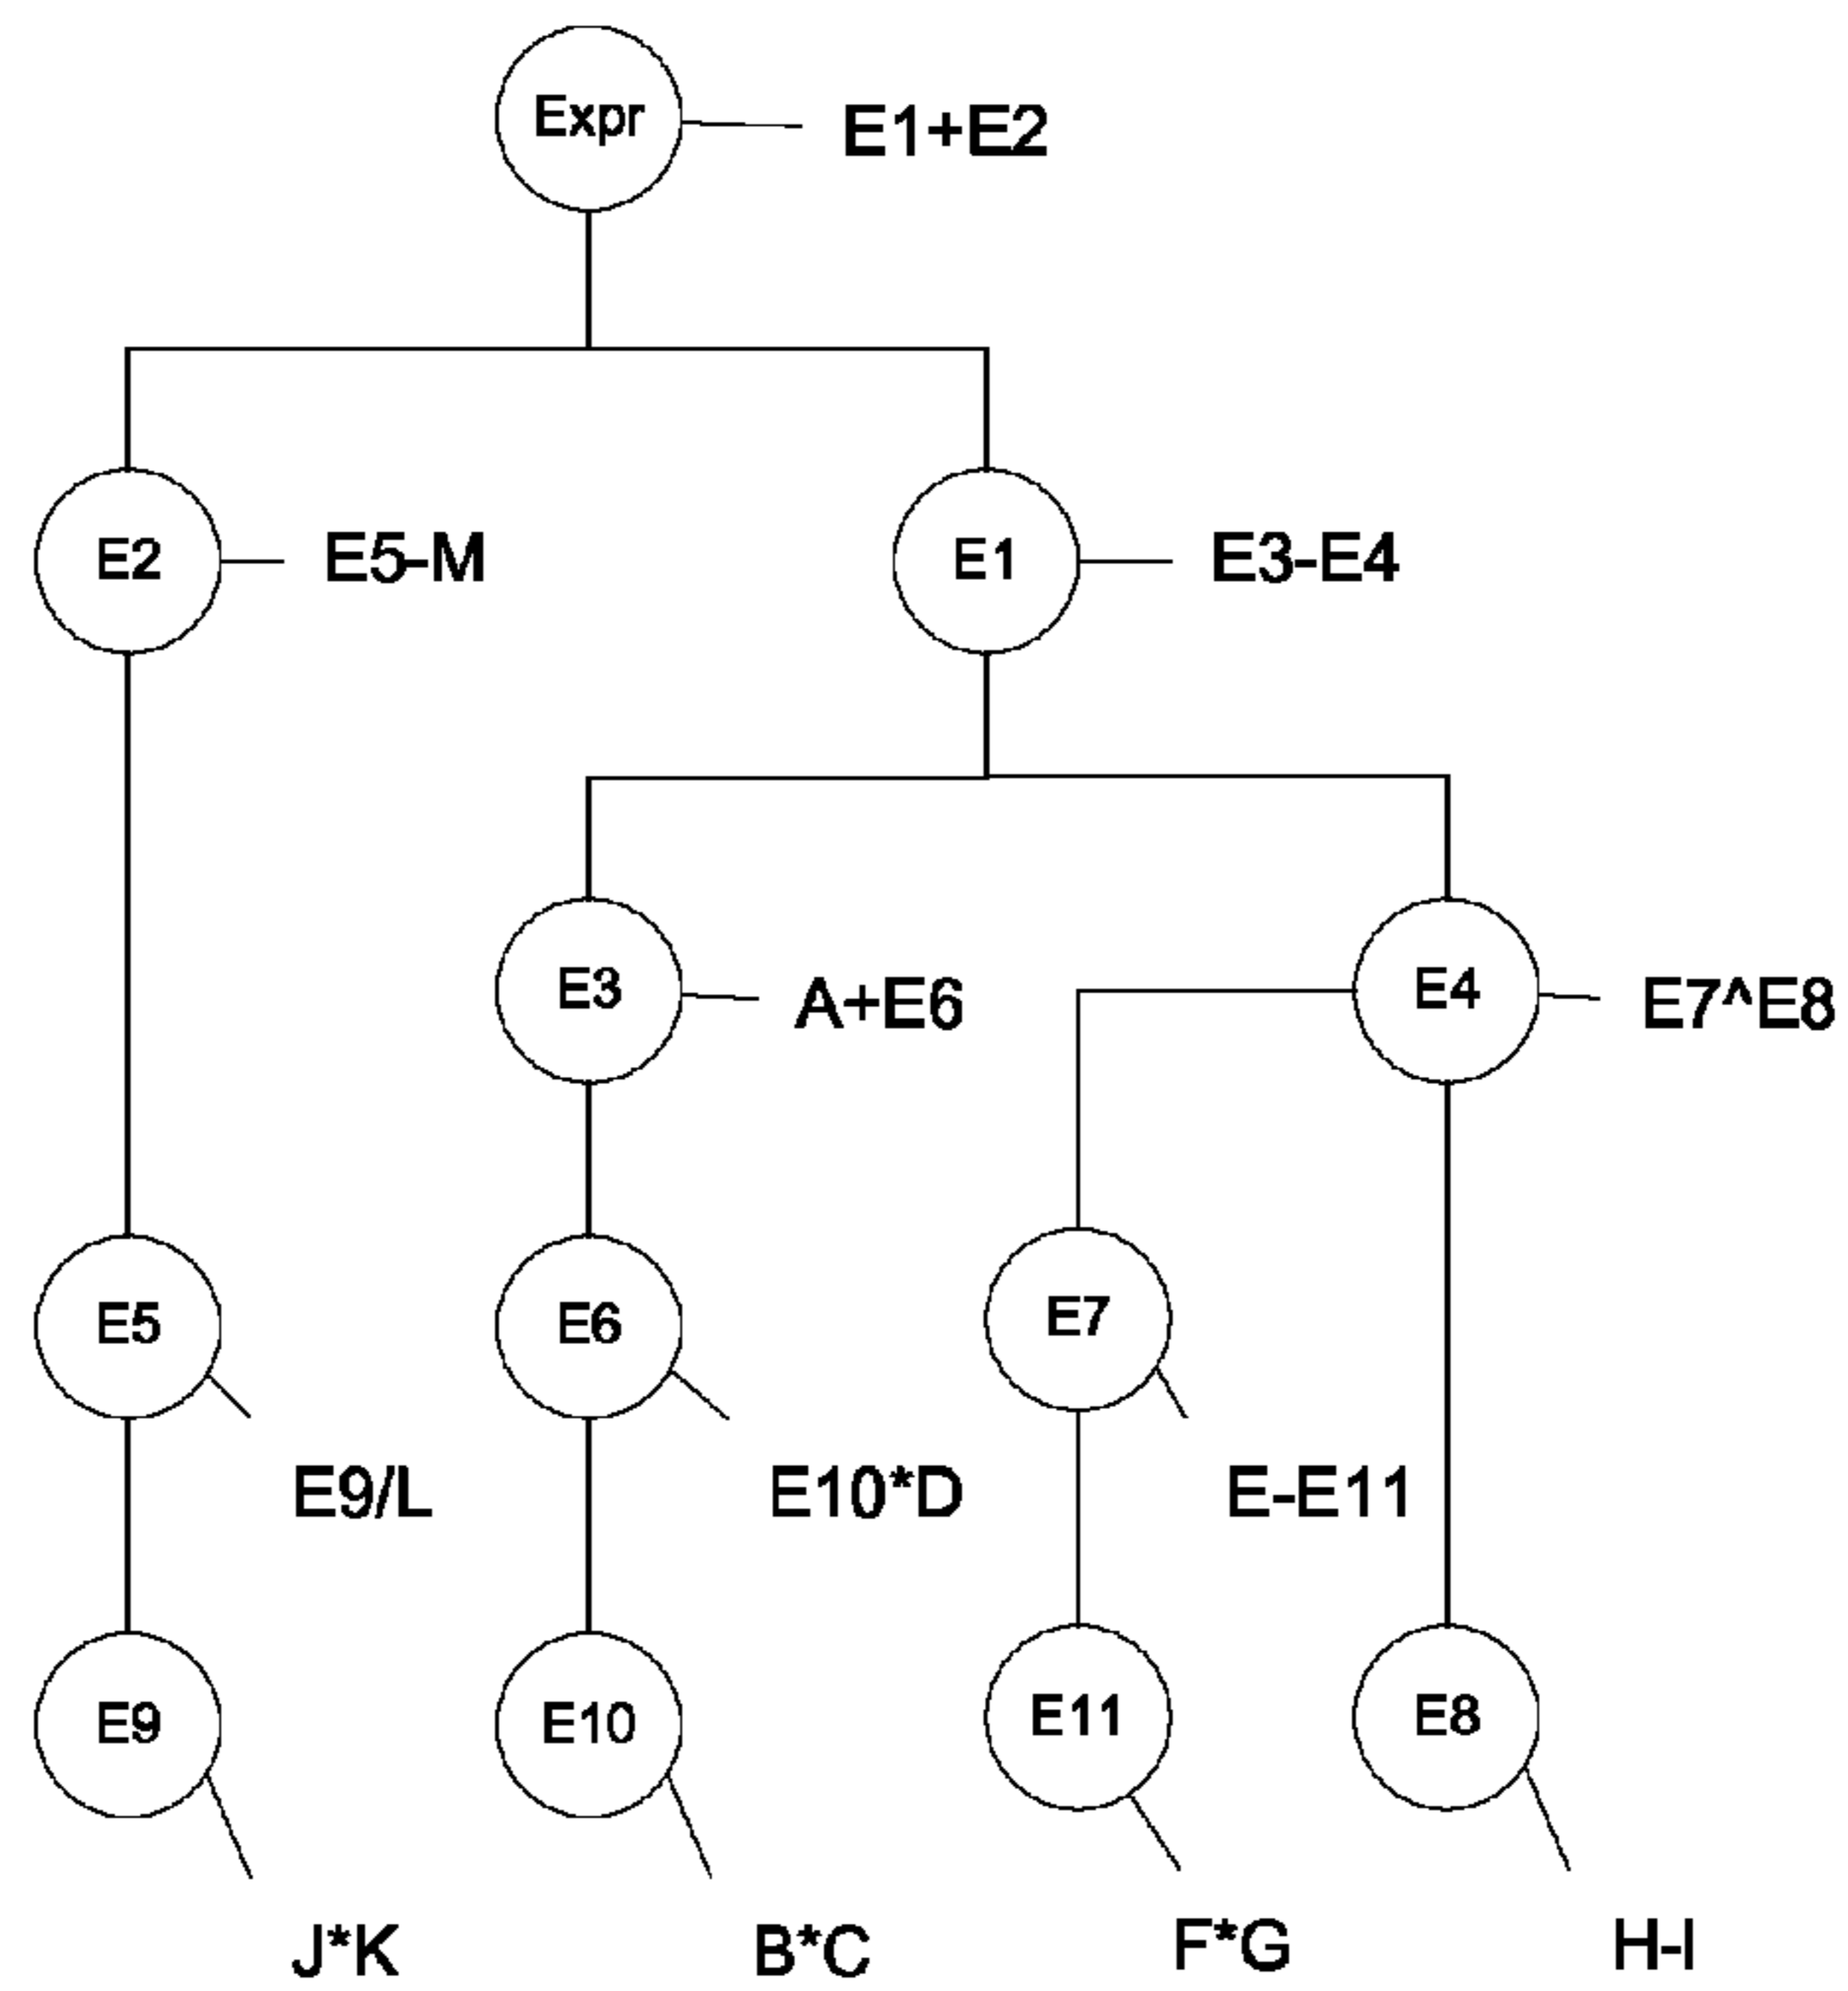 Expr
E1+E2
E2
E5-M
E1
E3-E4
E3
A+E6
E4
E7^E8
E5
E6
E7
E9/L
E10*D
E-E11
E9
E10
E11
E8
J*K
B*C
F*G
H-I